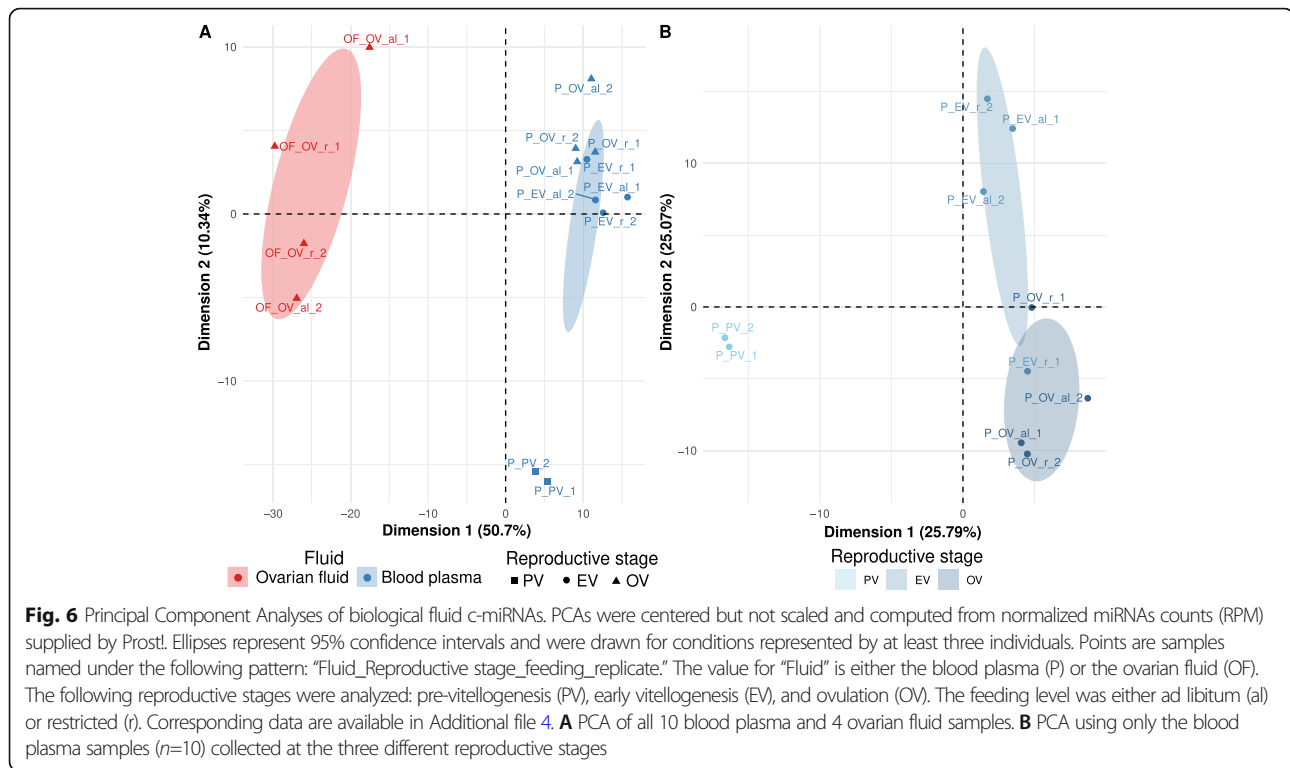 A
OF_OV_al_1
10
P_OV_al_2
P_OV_r_2
P_OV_r_1
OF_OV_r_1
P_OV_al_1
P_EV_r_1
P_EV_al_2
P_EV_al_1
0
P_EV_r_2
OF_OV_r_2
OF_OV_al_2
−10
P_PV_2
P_PV_1
Dimension 2 (10.34%)
−30
−20
−10
0
10
Dimension 1 (50.7%)
Fluid
Ovarian fluid
Blood plasma
Reproductive stage
PV
EV
OV
B
P_EV_r_2
P_EV_al_1
10
P_EV_al_2
P_OV_r_1
0
P_PV_2
P_PV_1
P_EV_r_1
P_OV_al_2
P_OV_al_1
−10
P_OV_r_2
Dimension 2 (25.07%)
−10
0
Dimension 1 (25.79%)
Reproductive stage
PV
EV
OV
Fig. 6 Principal Component Analyses of biological fluid c-miRNAs. PCAs were centered but not scaled and computed from normalized miRNAs counts (RPM)
supplied by Prost!. Ellipses represent 95% confidence intervals and were drawn for conditions represented by at least three individuals. Points are samples
named under the following pattern: “Fluid_Reproductive stage_feeding_replicate.” The value for “Fluid” is either the blood plasma (P) or the ovarian fluid (OF).
The following reproductive stages were analyzed: pre-vitellogenesis (PV), early vitellogenesis (EV), and ovulation (OV). The feeding level was either ad libitum (al)
or restricted (r). Corresponding data are available in Additional file 4. A PCA of all 10 blood plasma and 4 ovarian fluid samples. B PCA using only the blood
plasma samples (n=10) collected at the three different reproductive stages